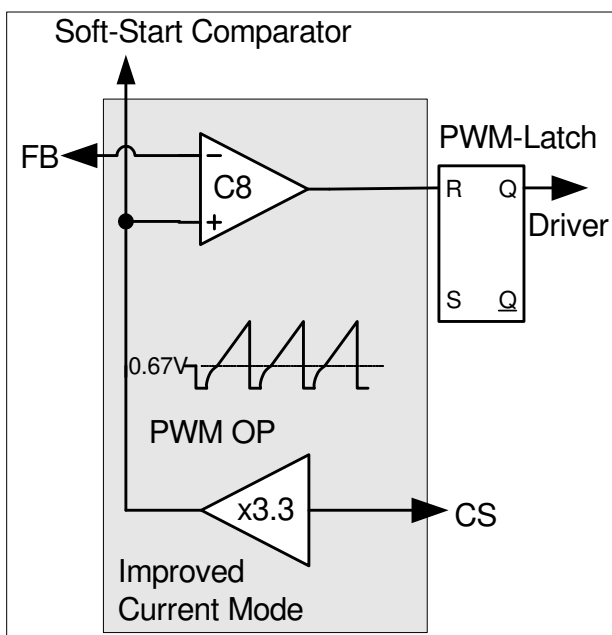 Soft-Start Comparator
FB
C8
PWM-Latch
R Q
Driver
S Q
0.67V
PWM OP
x3.3
CS
Improved
Current Mode